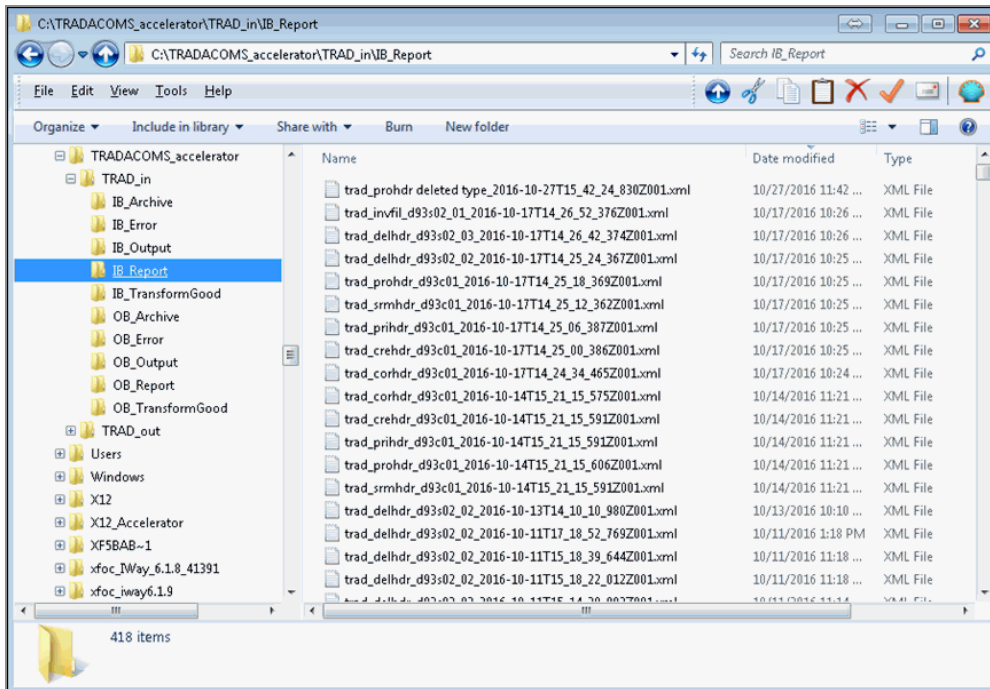 C:\TRADACOMS_accelerator\TRAD_in\IB_Report
C:\TRADACOMS_accelerator\TRAD_in\IB_Report Search IB_Report
File Edit View Tools Help
Organize Include in library Share with Burn New folder
TRADACOMS_accelerator
TRAD_in
IB_Archive
IB_Error
IB_Output
IB_Report
IB_TransformGood
OB_Archive
OB_Error
OB_Output
OB_Report
OB_TransformGood
TRAD_out
Users
Windows
X12
X12_Accelerator
XF5BAB~1
xfoc_IWay_6.1.8_41391
xfoc_iway6.1.9
Name Date modified Type
trad_prohdr deleted type_2016-10-27T15_42_24_830Z001.xml 10/27/2016 11:42 ... XML File
trad_invfil_d93s02_01_2016-10-17T14_26_52_376Z001.xml 10/17/2016 10:26 ... XML File
trad_delhdr_d93s02_03_2016-10-17T14_26_42_374Z001.xml 10/17/2016 10:26 ... XML File
trad_delhdr_d93s02_02_2016-10-17T14_25_24_367Z001.xml 10/17/2016 10:25 ... XML File
trad_prohdr_d93c01_2016-10-17T14_25_18_369Z001.xml 10/17/2016 10:25 ... XML File
trad_srmhdr_d93c01_2016-10-17T14_25_12_362Z001.xml 10/17/2016 10:25 ... XML File
trad_prihdr_d93c01_2016-10-17T14_25_06_387Z001.xml 10/17/2016 10:25 ... XML File
trad_crehdr_d93c01_2016-10-17T14_25_00_386Z001.xml 10/17/2016 10:25 ... XML File
trad_corhdr_d93c01_2016-10-17T14_24_34_465Z001.xml 10/17/2016 10:24 ... XML File
trad_corhdr_d93c01_2016-10-14T15_21_15_575Z001.xml 10/14/2016 11:21 ... XML File
trad_crehdr_d93c01_2016-10-14T15_21_15_591Z001.xml 10/14/2016 11:21 ... XML File
trad_prihdr_d93c01_2016-10-14T15_21_15_591Z001.xml 10/14/2016 11:21 ... XML File
trad_prohdr_d93c01_2016-10-14T15_21_15_606Z001.xml 10/14/2016 11:21 ... XML File
trad_srmhdr_d93c01_2016-10-14T15_21_15_591Z001.xml 10/14/2016 11:21 ... XML File
trad_delhdr_d93s02_02_2016-10-13T14_10_10_980Z001.xml 10/13/2016 10:10 ... XML File
trad_delhdr_d93s02_02_2016-10-11T17_18_52_769Z001.xml 10/11/2016 1:18 PM XML File
trad_delhdr_d93s02_02_2016-10-11T15_18_39_644Z001.xml 10/11/2016 11:18 ... XML File
trad_delhdr_d93s02_02_2016-10-11T15_18_22_012Z001.xml 10/11/2016 11:18 ... XML File
418 items